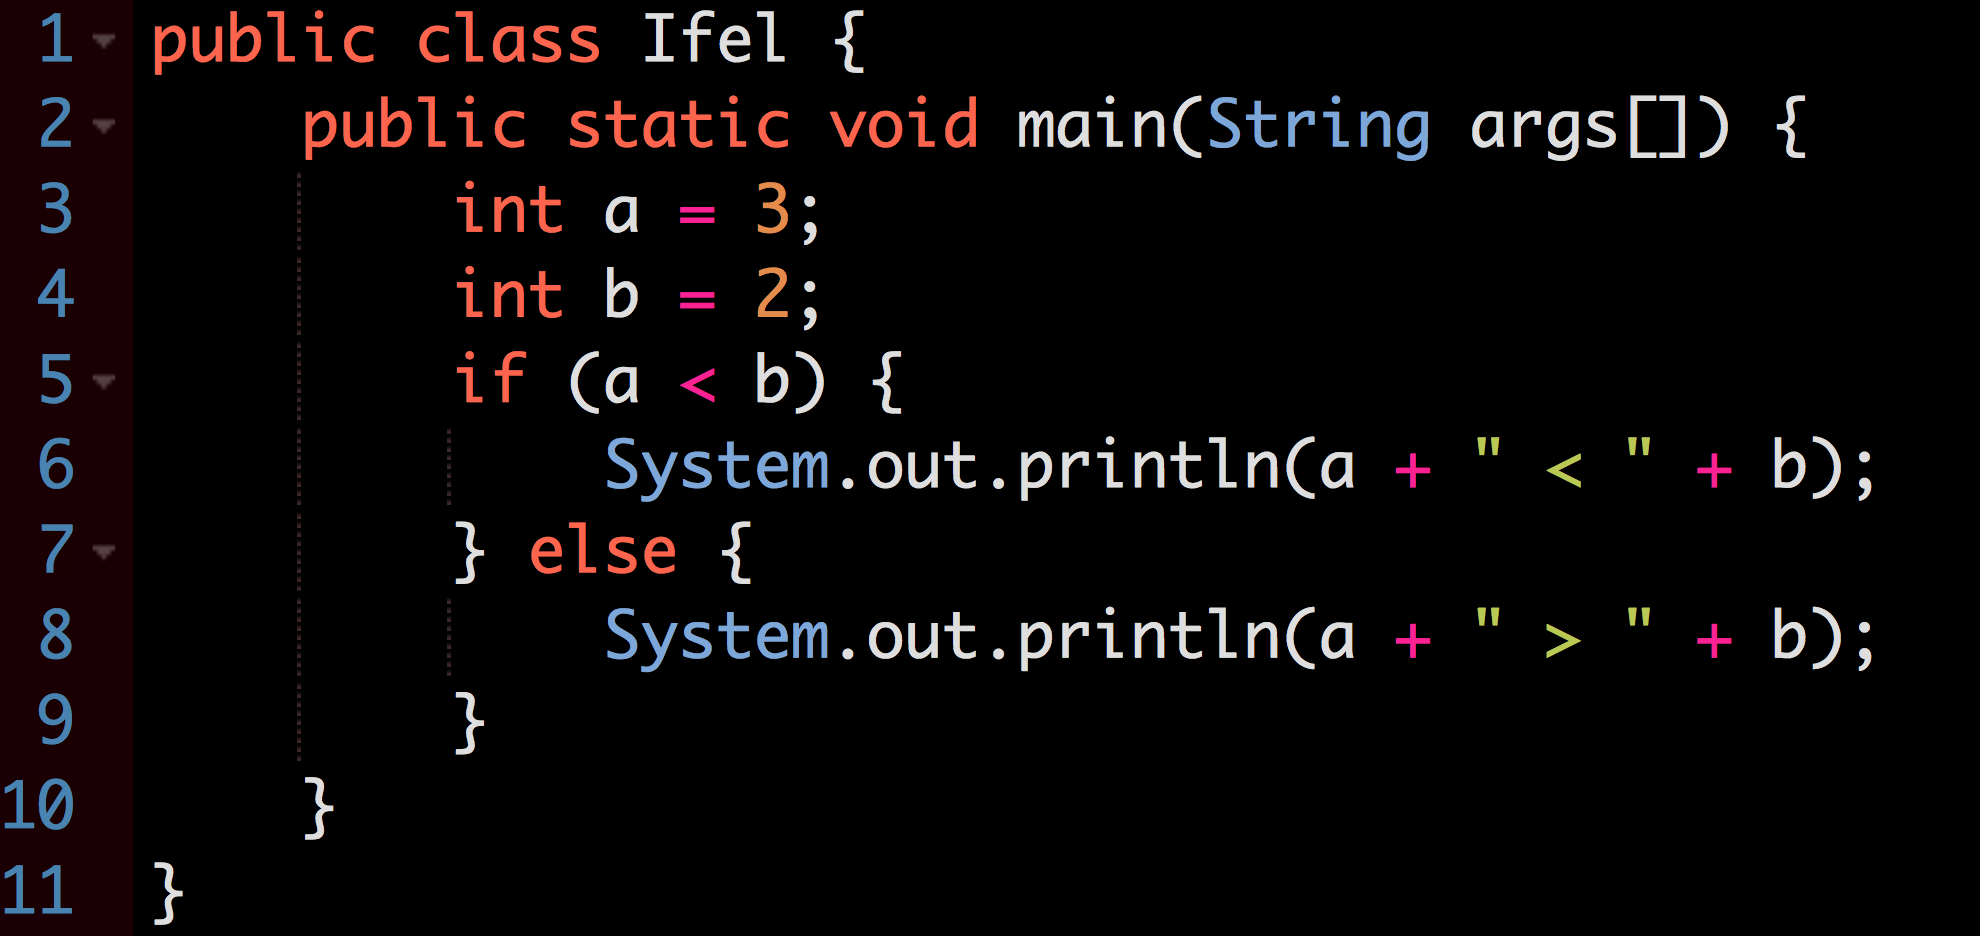 1 public class Ifel {
2     public static void main(String args[]) {
3         int a = 3;
4         int b = 2;
5         if (a < b) {
6             System.out.println(a + " < " + b);
7         } else {
8             System.out.println(a + " > " + b);
9         }
10     }
11 }